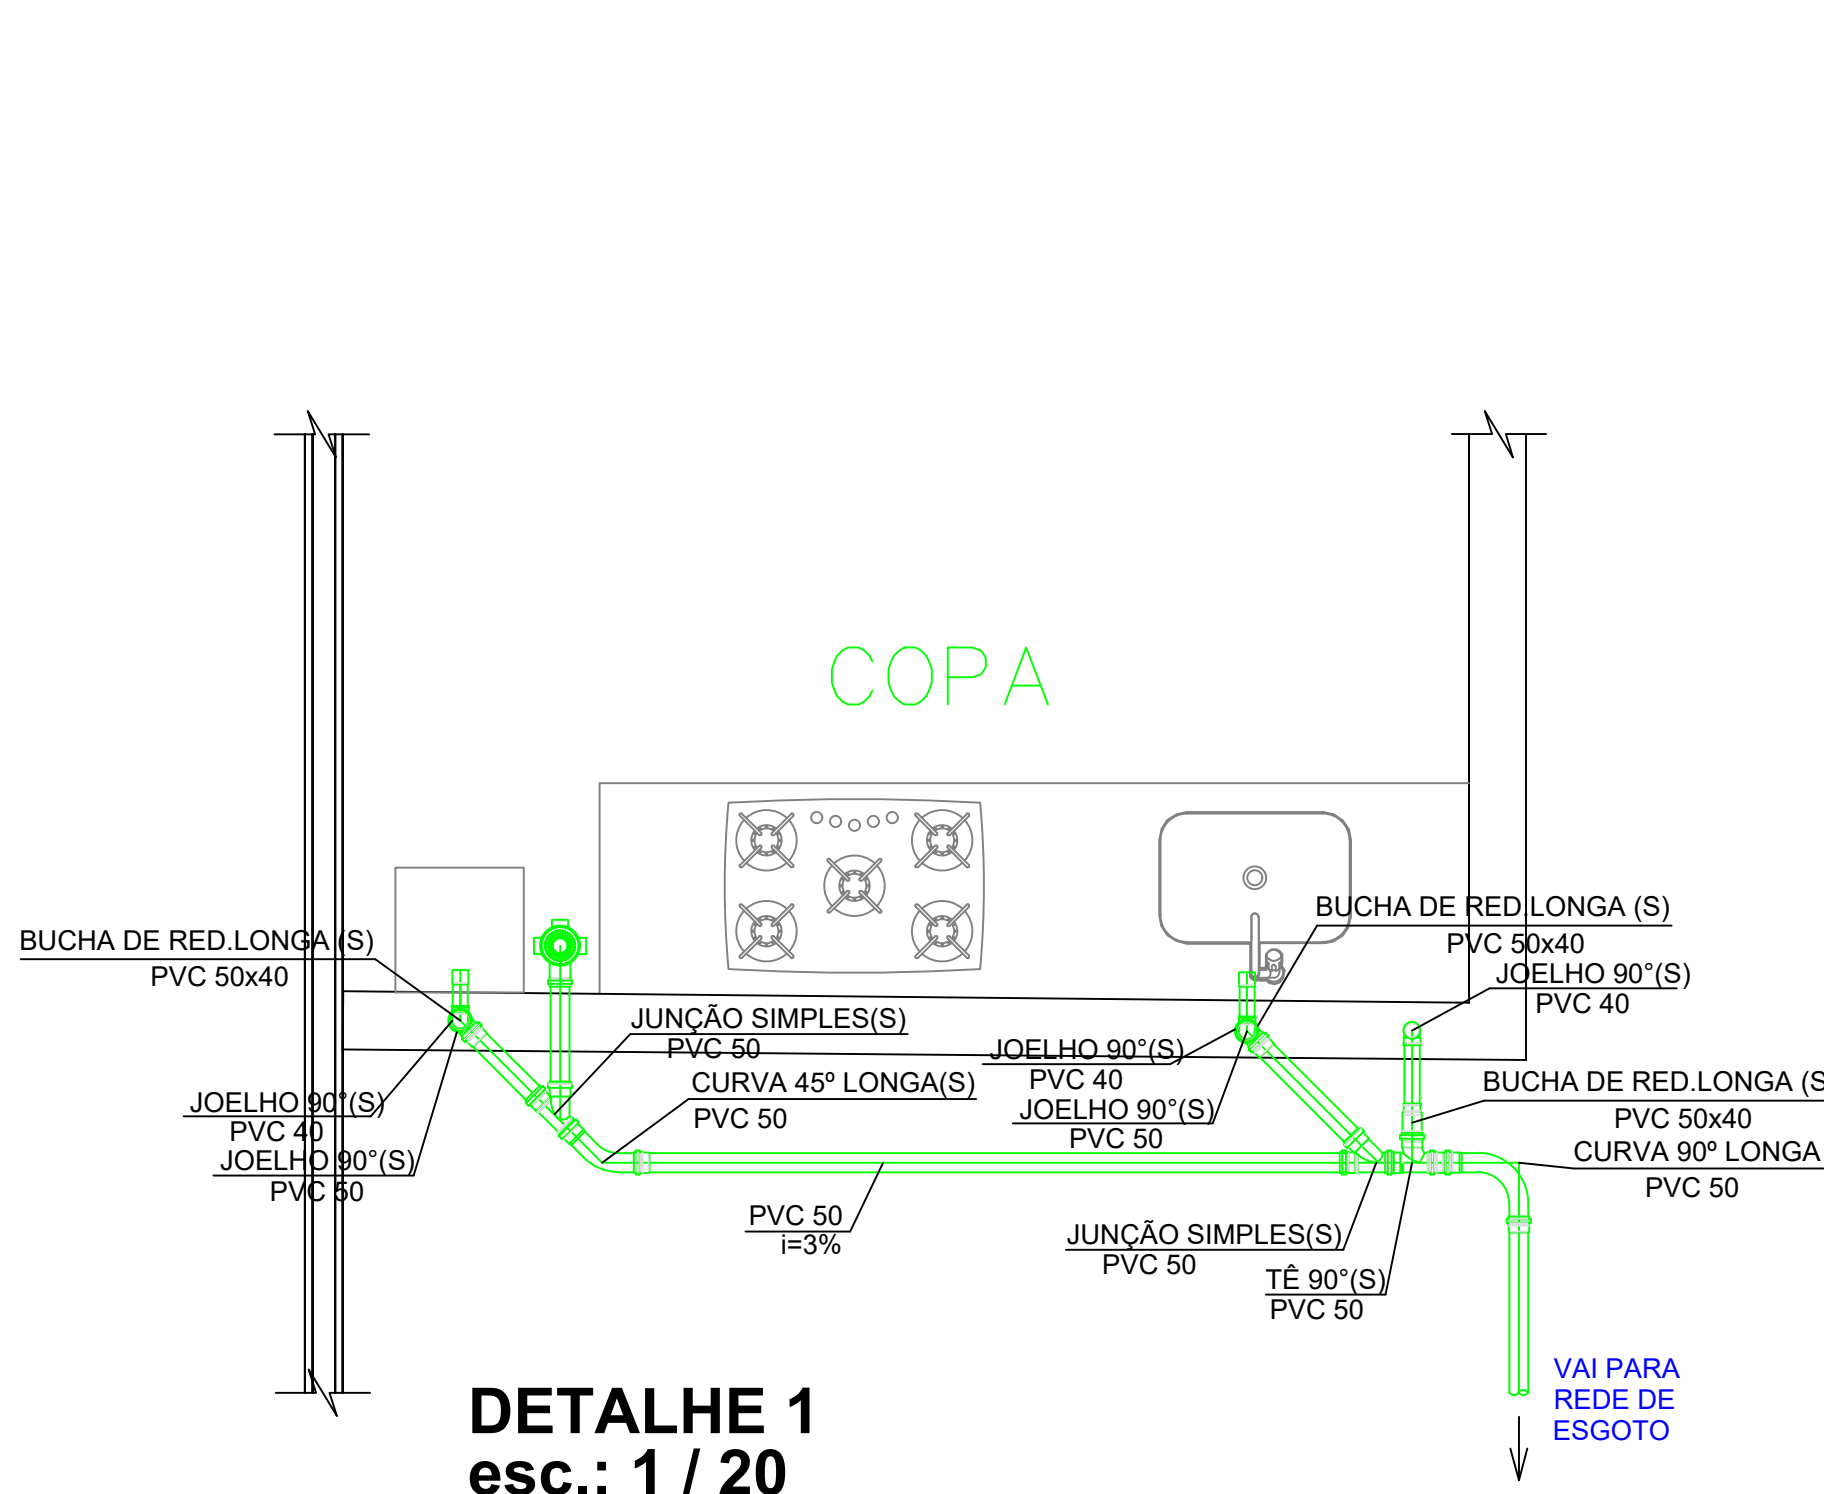 COPA
BUCHA DE RED.LONGA (S)
PVC 50x40
BUCHA DE RED.LONGA (S)
PVC 50x40
JOELHO 90°(S)
PVC 40
JUNÇÃO SIMPLES(S)
PVC 50
CURVA 45º LONGA(S)
PVC 50
JOELHO 90°(S)
PVC 40
JOELHO 90°(S)
PVC 50
JOELHO 90°(S)
PVC 40
JOELHO 90°(S)
PVC 50
BUCHA DE RED.LONGA (S
PVC 50x40
CURVA 90º LONGA
PVC 50
PVC 50
i=3%
JUNÇÃO SIMPLES(S)
PVC 50
TÊ 90°(S)
PVC 50
VAI PARA
REDE DE
ESGOTO
DETALHE 1
esc.: 1 / 20